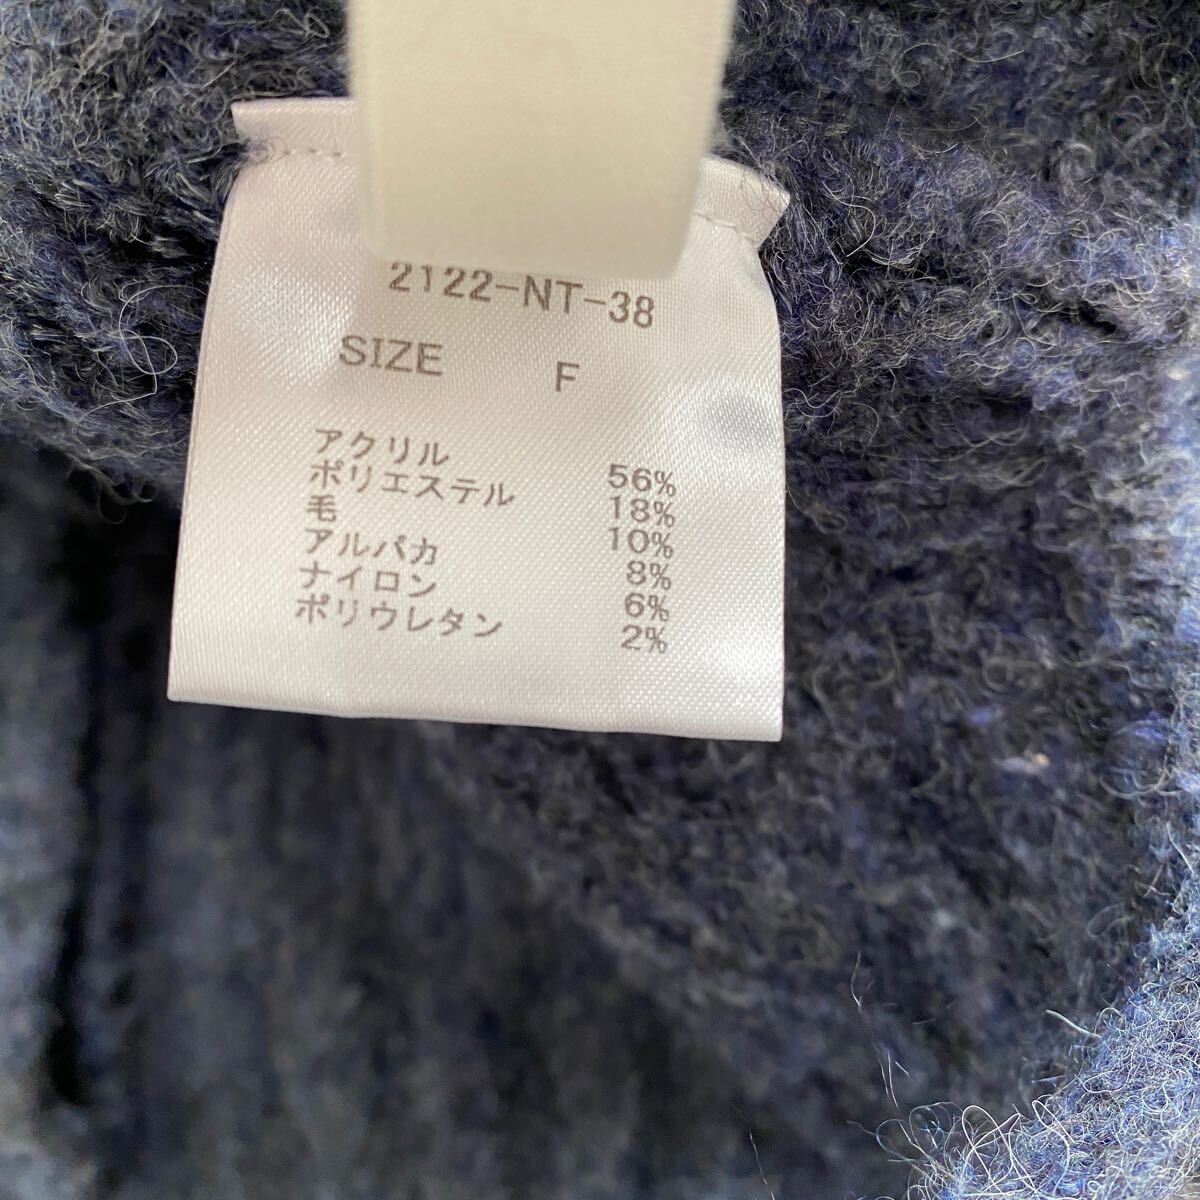 2122-NT-38
SIZE F
アクリル 56%
ポリエステル 18%
毛 10%
アルパカ 8%
ナイロン 6%
ポリウレタン 2%